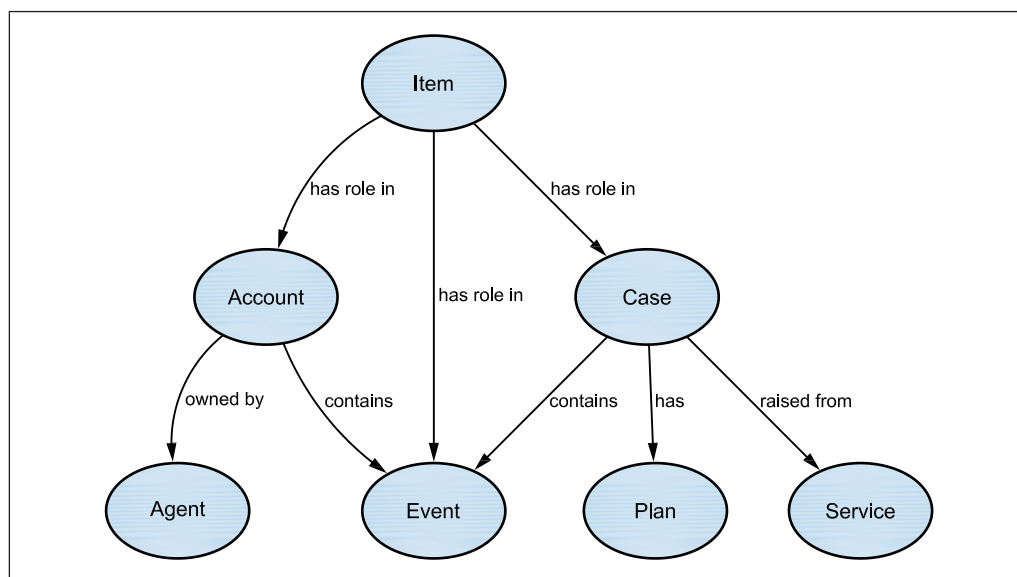 Item
has role in
has role in
has role in
Account
Case
owned by
contains
contains
has
raised from
Agent
Event
Plan
Service